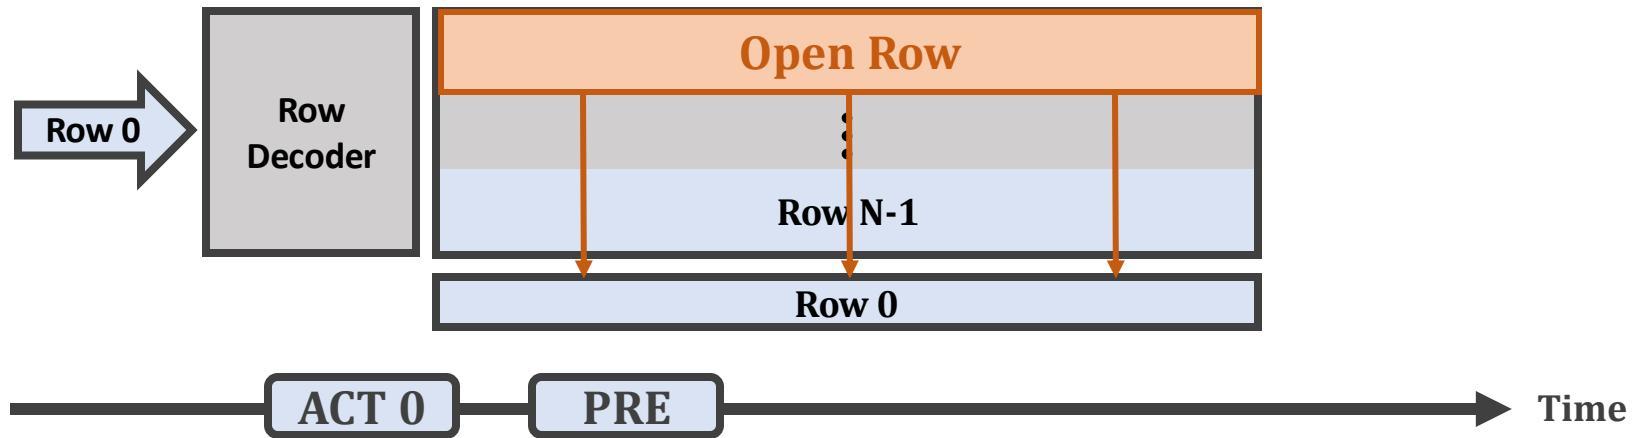 Open Row
Row 0
Row
Decoder
Row N-1
Row 0
ACT 0
PRE
Time